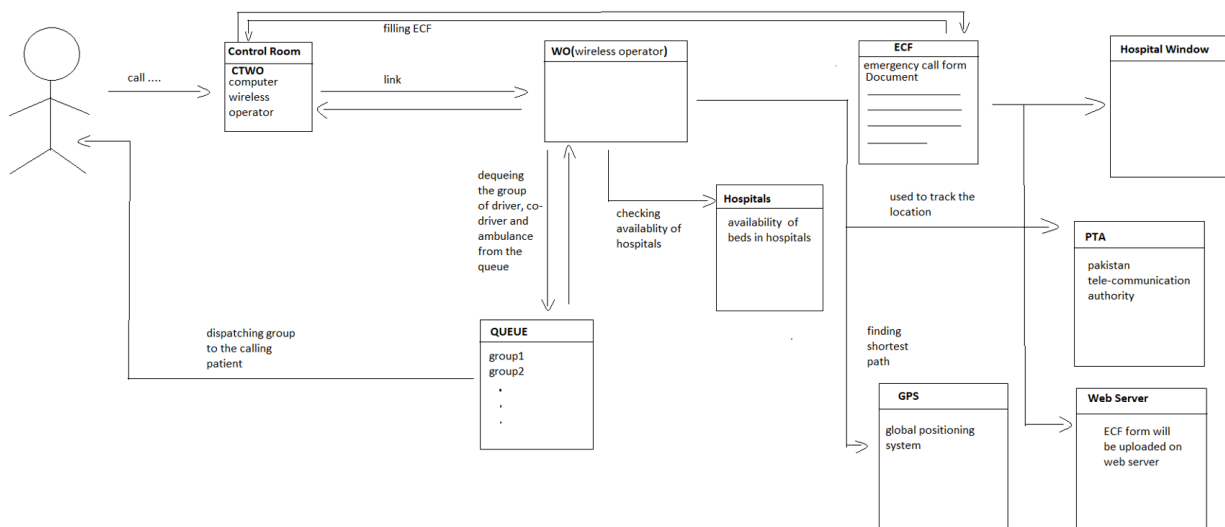 filling ECF
call ....
Control Room
CTWO
computer
wireless
operator
link
WO(wireless operator)
ECF
emergency call form
Document
Hospital Window
dequeing
the group
of driver, co-
driver and
ambulance
from the
queue
checking
availablity of
hospitals
Hospitals
availability of
beds in hospitals
used to track the
location
PTA
pakistan
tele-communication
authority
dispatching group
to the calling
patient
QUEUE
group1
group2
.
.
.
finding
shortest
path
GPS
global positioning
system
Web Server
ECF form will
be uploaded on
web server